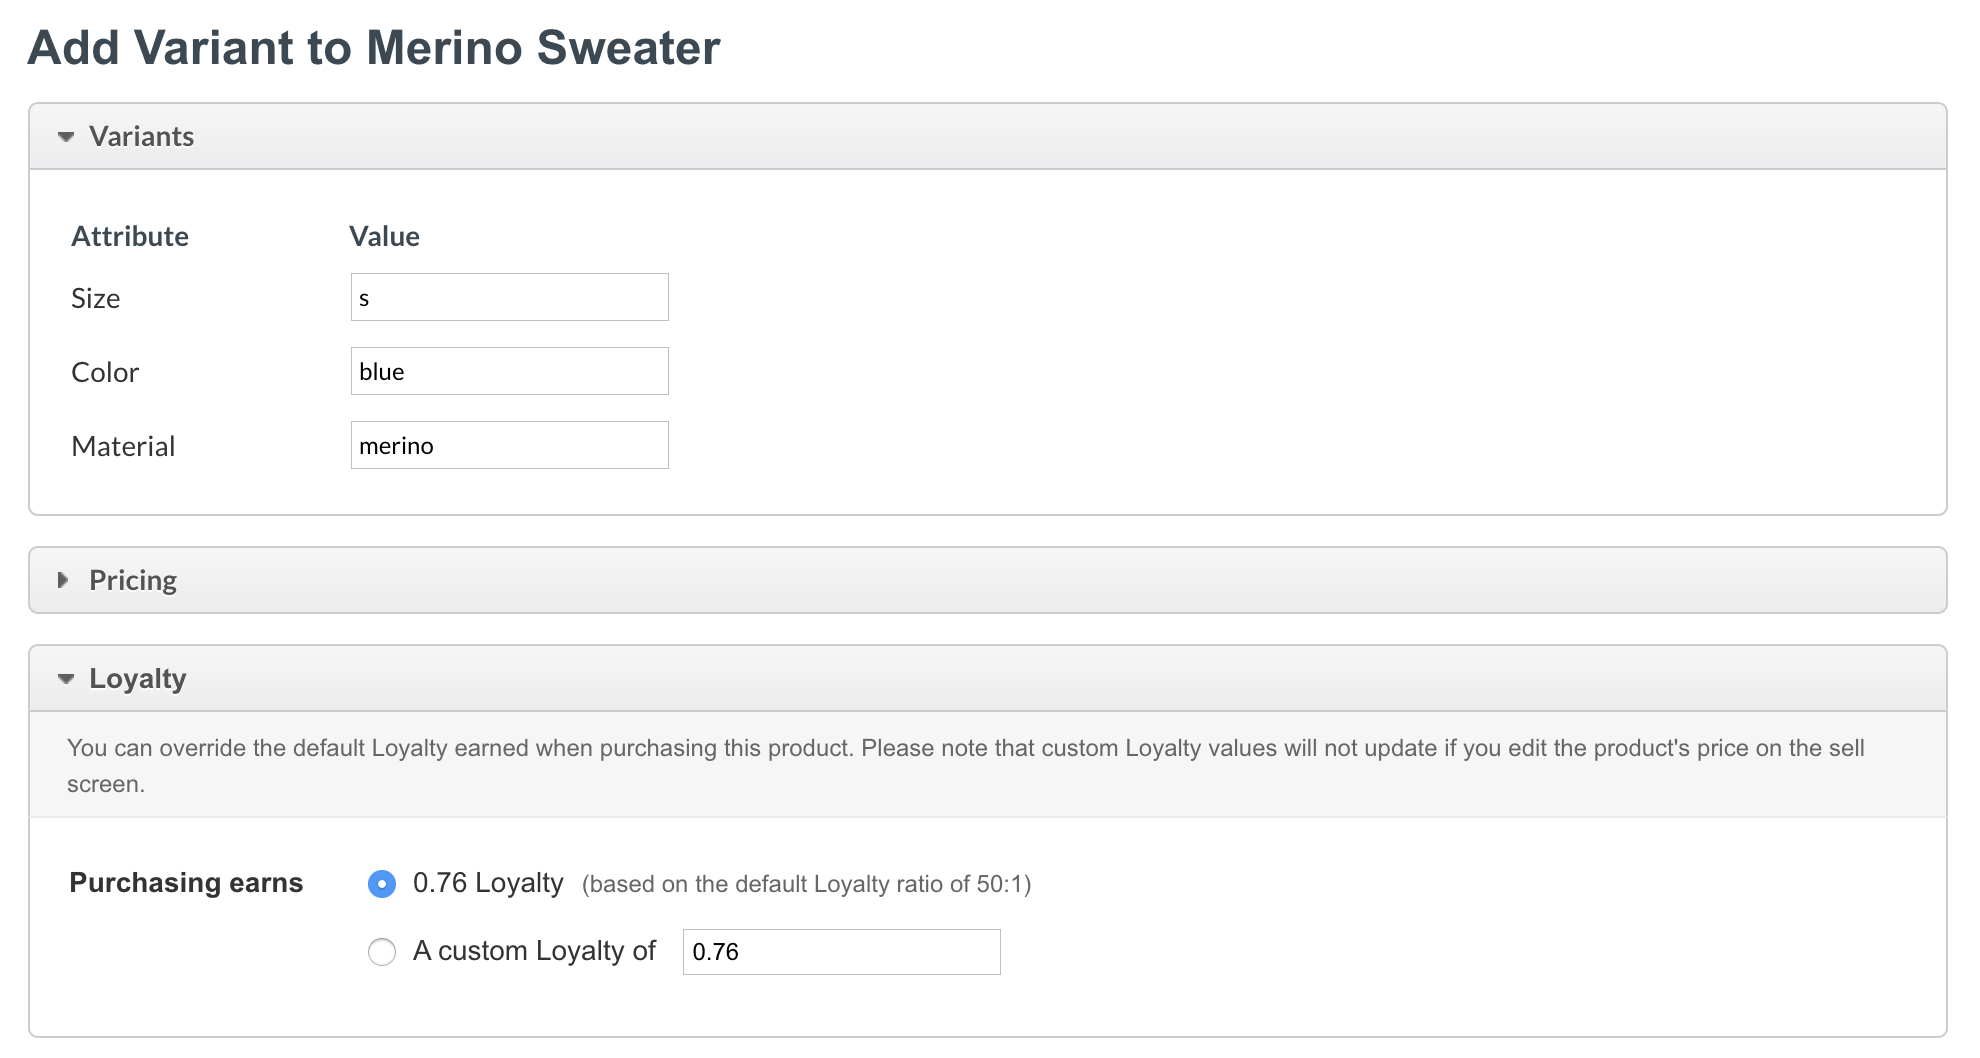 Add Variant to Merino Sweater
Variants
Attribute Value
Size s
Color blue
Material merino
Pricing
Loyalty
You can override the default Loyalty earned when purchasing this product. Please note that custom Loyalty values will not update if you edit the product's price on the sell
screen.
Purchasing earns 0.76 Loyalty (based on the default Loyalty ratio of 50:1)
A custom Loyalty of 0.76